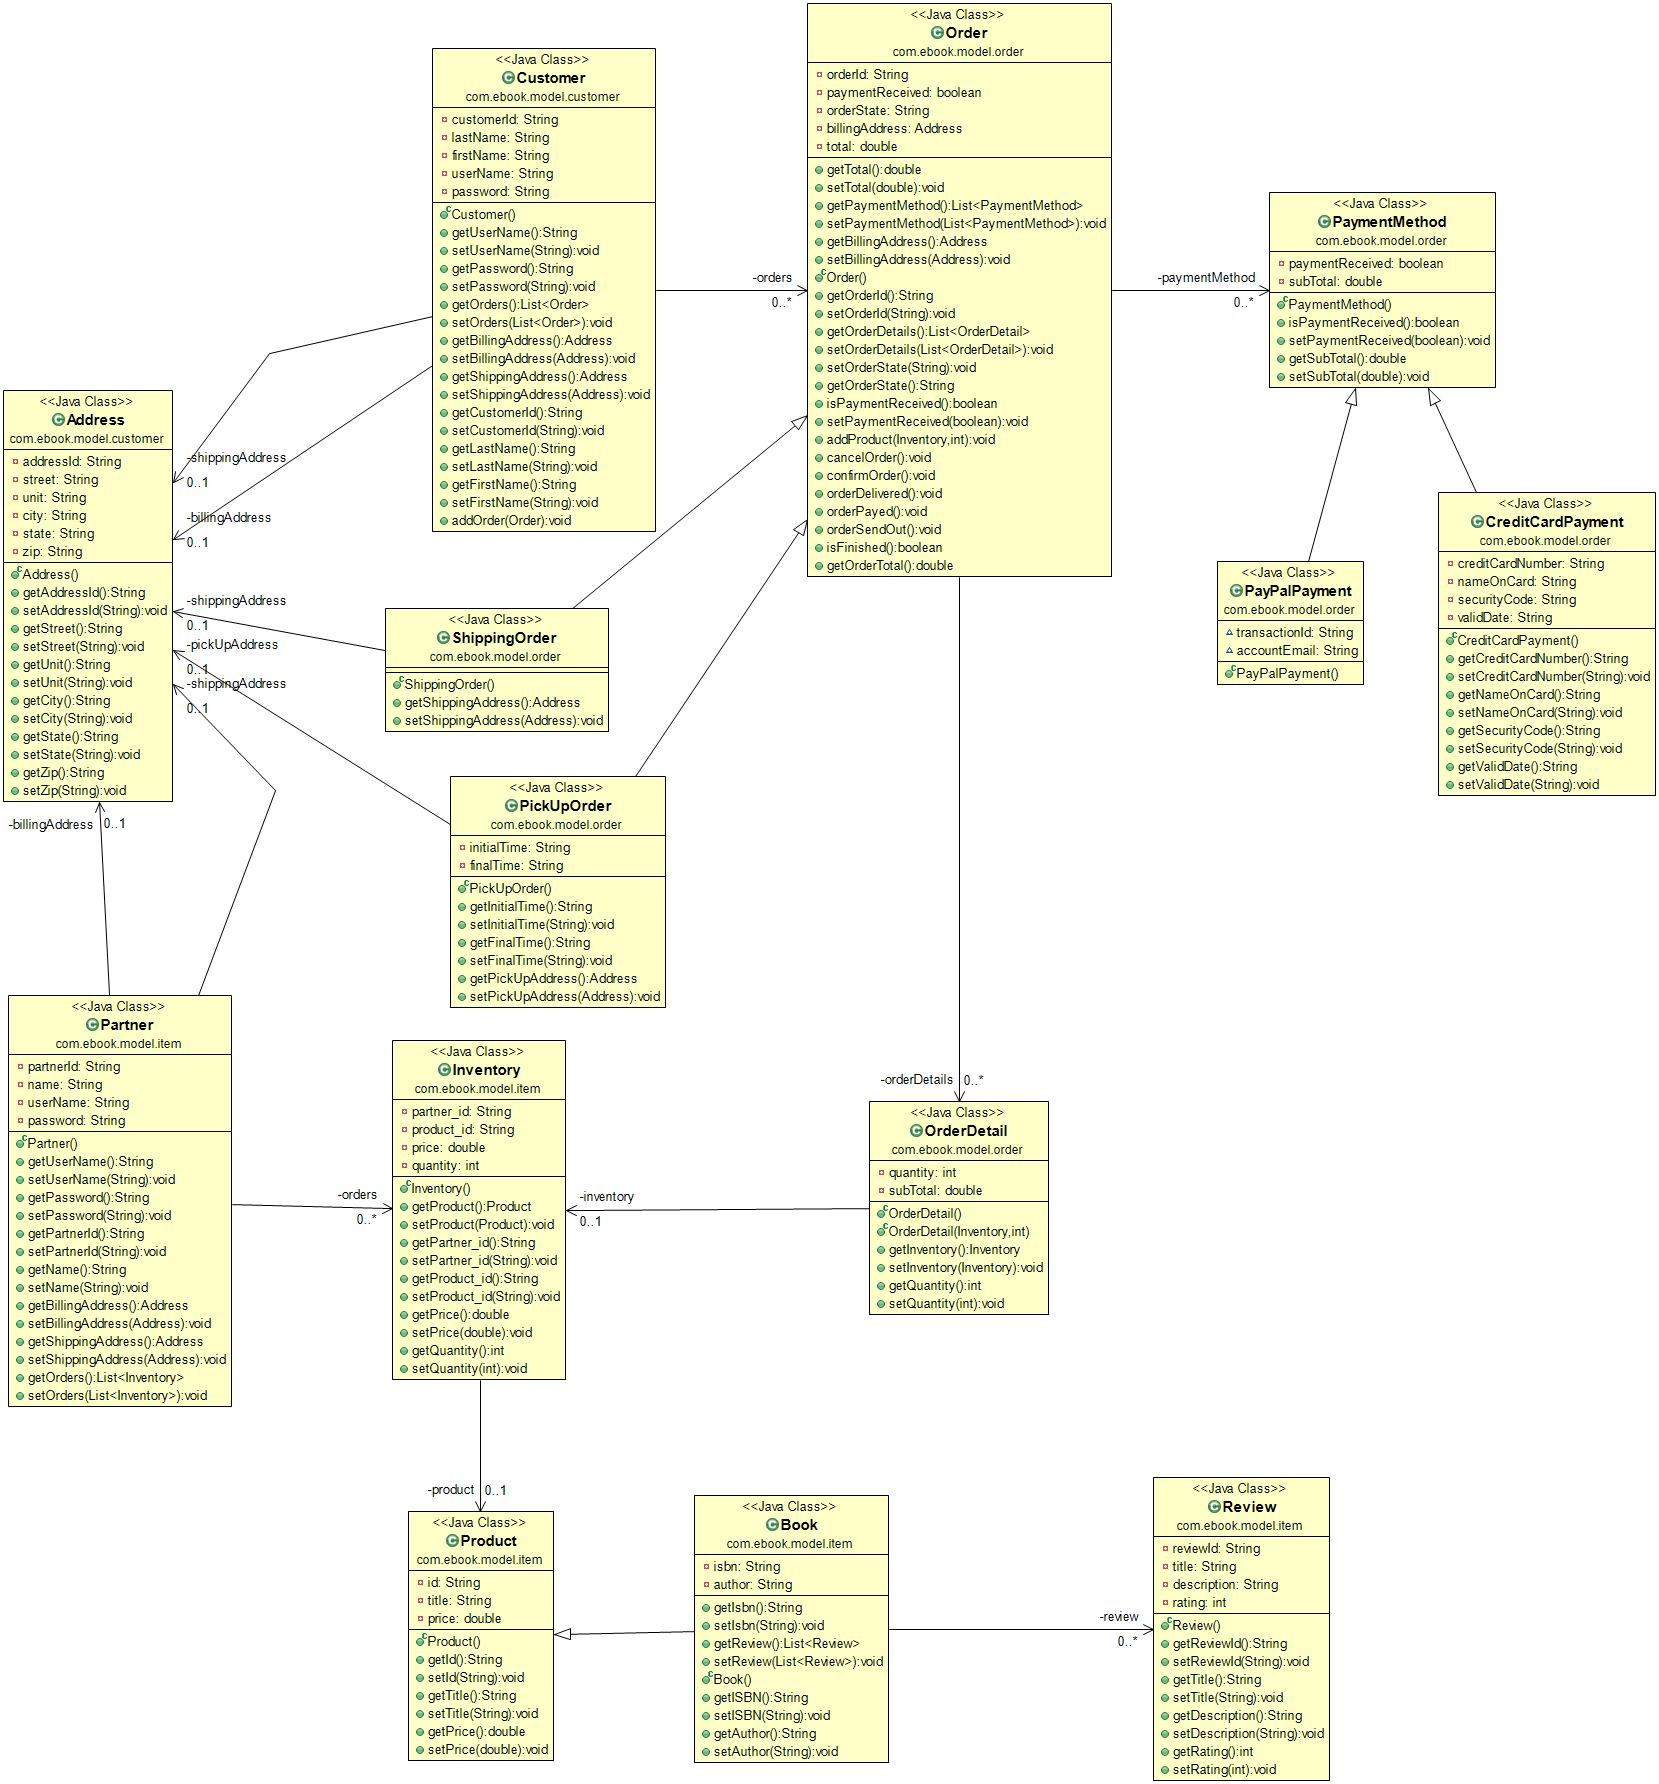 <<Java Class>>
Order
com.ebook.model.order
orderId: String
paymentReceived: boolean
orderState: String
billingAddress: Address
total: double
getTotal():double
setTotal(double):void
getPaymentMethod():List<PaymentMethod>
setPaymentMethod(List<PaymentMethod>):void
getBillingAddress():Address
setBillingAddress(Address):void
Order()
getOrderId():String
setOrderId(String):void
getOrderDetails():List<OrderDetail>
setOrderDetails(List<OrderDetail>):void
setOrderState(String):void
getOrderState():String
isPaymentReceived():boolean
setPaymentReceived(boolean):void
addProduct(Inventory,int):void
cancelOrder():void
confirmOrder():void
orderDelivered():void
orderPayed():void
orderSendOut():void
isFinished():boolean
getOrderTotal():double
<<Java Class>>
Customer
com.ebook.model.customer
customerId: String
lastName: String
firstName: String
userName: String
password: String
Customer()
getUserName():String
setUserName(String):void
getPassword():String
setPassword(String):void
getOrders():List<Order>
setOrders(List<Order>):void
getBillingAddress():Address
setBillingAddress(Address):void
getShippingAddress():Address
setShippingAddress(Address):void
getCustomerId():String
setCustomerId(String):void
getLastName():String
setLastName(String):void
getFirstName():String
setFirstName(String):void
addOrder(Order):void
-orders
0..*
-paymentMethod
0..*
<<Java Class>>
PaymentMethod
com.ebook.model.order
paymentReceived: boolean
subTotal: double
PaymentMethod()
isPaymentReceived():boolean
setPaymentReceived(boolean):void
getSubTotal():double
setSubTotal(double):void
<<Java Class>>
Address
com.ebook.model.customer
addressId: String
street: String
unit: String
city: String
state: String
zip: String
Address()
getAddressId():String
setAddressId(String):void
getStreet():String
setStreet(String):void
getUnit():String
setUnit(String):void
getCity():String
setCity(String):void
getState():String
setState(String):void
getZip():String
setZip(String):void
-shippingAddress
0..1
-billingAddress
0..1
-shippingAddress
0..1
-pickUpAddress
0..1
-shippingAddress
0..1
-billingAddress 0..1
<<Java Class>>
CreditCardPayment
com.ebook.model.order
creditCardNumber: String
nameOnCard: String
securityCode: String
validDate: String
CreditCardPayment()
getCreditCardNumber():String
setCreditCardNumber(String):void
getNameOnCard():String
setNameOnCard(String):void
getSecurityCode():String
setSecurityCode(String):void
getValidDate():String
setValidDate(String):void
<<Java Class>>
PayPalPayment
com.ebook.model.order
transactionId: String
accountEmail: String
PayPalPayment()
<<Java Class>>
ShippingOrder
com.ebook.model.order
ShippingOrder()
getShippingAddress():Address
setShippingAddress(Address):void
<<Java Class>>
PickUpOrder
com.ebook.model.order
initialTime: String
finalTime: String
PickUpOrder()
getInitialTime():String
setInitialTime(String):void
getFinalTime():String
setFinalTime(String):void
getPickUpAddress():Address
setPickUpAddress(Address):void
<<Java Class>>
Partner
com.ebook.model.item
partnerId: String
name: String
userName: String
password: String
Partner()
getUserName():String
setUserName(String):void
getPassword():String
setPassword(String):void
getPartnerId():String
setPartnerId(String):void
getName():String
setName(String):void
getBillingAddress():Address
setBillingAddress(Address):void
getShippingAddress():Address
setShippingAddress(Address):void
getOrders():List<Inventory>
setOrders(List<Inventory>):void
-orders
0..*
<<Java Class>>
Inventory
com.ebook.model.item
partner_id: String
product_id: String
price: double
quantity: int
Inventory()
getProduct():Product
setProduct(Product):void
getPartner_id():String
setPartner_id(String):void
getProduct_id():String
setProduct_id(String):void
getPrice():double
setPrice(double):void
getQuantity():int
setQuantity(int):void
-inventory
0..1
-orderDetails 0..*
<<Java Class>>
OrderDetail
com.ebook.model.order
quantity: int
subTotal: double
OrderDetail()
OrderDetail(Inventory,int)
getInventory():Inventory
setInventory(Inventory):void
getQuantity():int
setQuantity(int):void
-product 0..1
<<Java Class>>
Product
com.ebook.model.item
id: String
title: String
price: double
Product()
getId():String
setId(String):void
getTitle():String
setTitle(String):void
getPrice():double
setPrice(double):void
<<Java Class>>
Book
com.ebook.model.item
isbn: String
author: String
getIsbn():String
setIsbn(String):void
getReview():List<Review>
setReview(List<Review>):void
Book()
getISBN():String
setISBN(String):void
getAuthor():String
setAuthor(String):void
-review
0..*
<<Java Class>>
Review
com.ebook.model.item
reviewId: String
title: String
description: String
rating: int
Review()
getReviewId():String
setReviewId(String):void
getTitle():String
setTitle(String):void
getDescription():String
setDescription(String):void
getRating():int
setRating(int):void